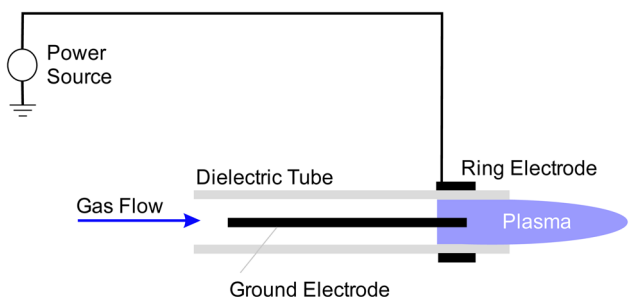 Power
Source
Ring Electrode
Dielectric Tube
Gas Flow
Plasma
Ground Electrode